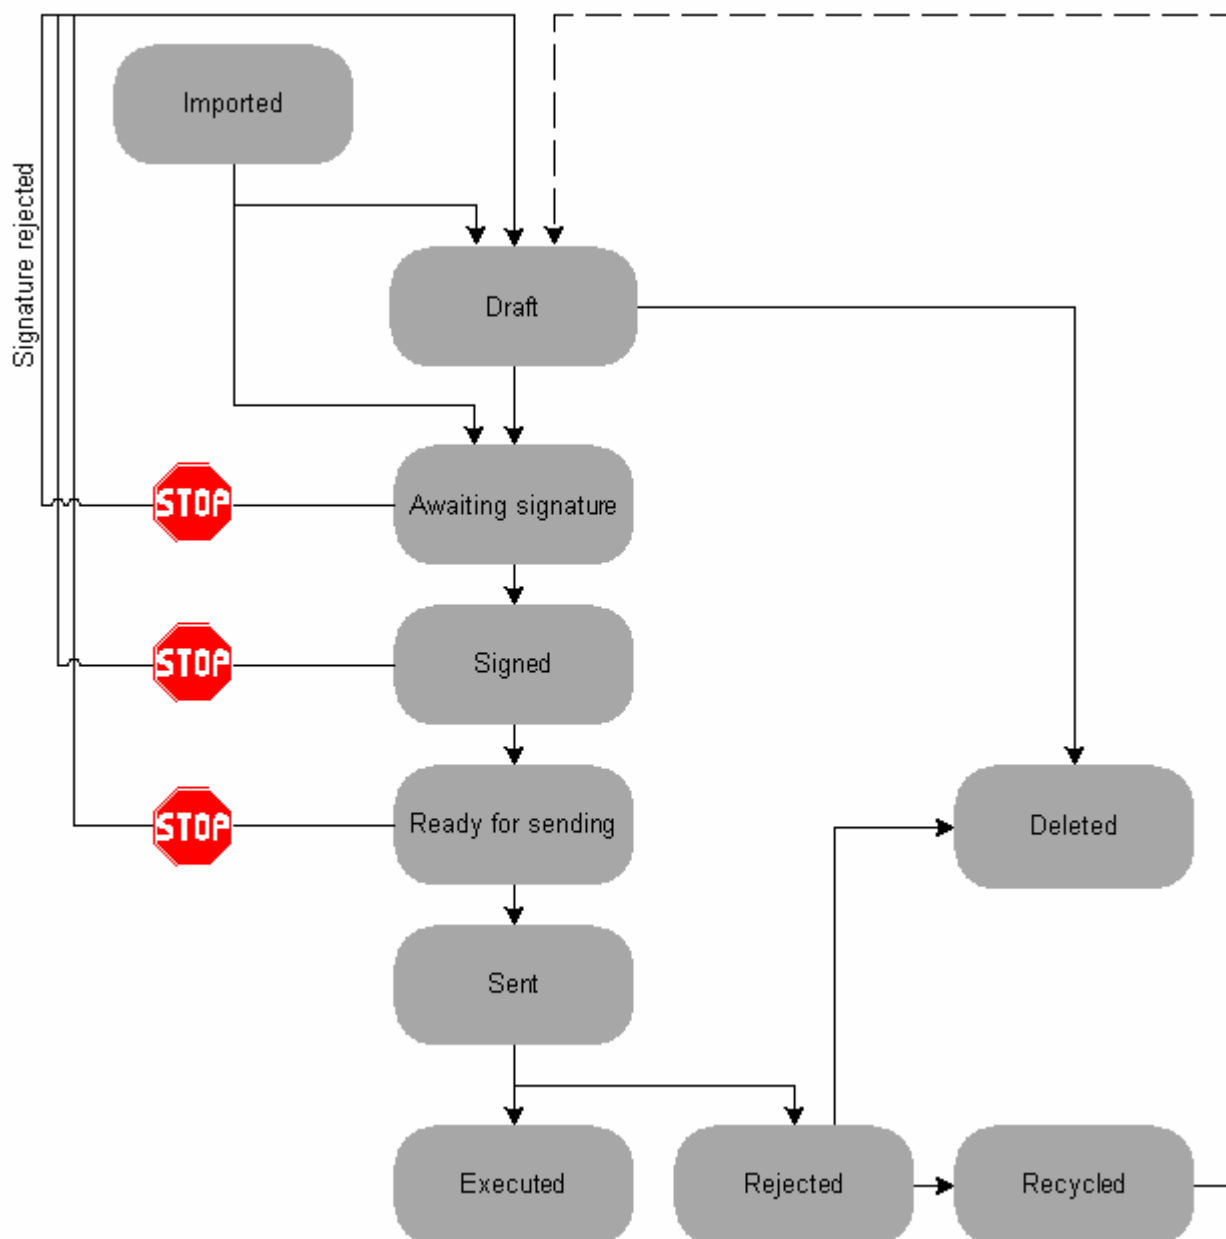 Imported
Signature rejected
Draft
STOP
Awaiting signature
STOP
Signed
STOP
Ready for sending
Deleted
Sent
Executed
Rejected
Recycled